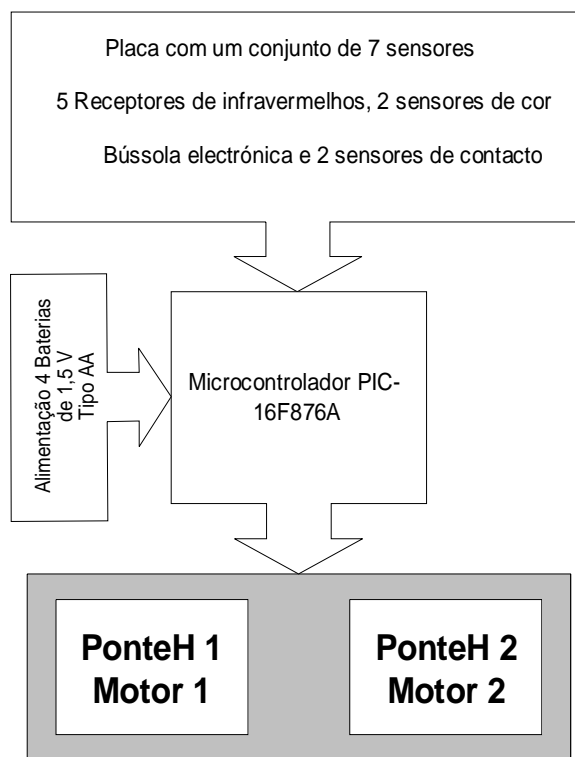 Placa com um conjunto de 7 sensores
5 Receptores de infravermelhos, 2 sensores de cor
Bússola electrónica e 2 sensores de contacto
Alimentação 4 Baterias
de 1,5 V
Tipo AA
Microcontrolador PIC-
16F876A
PonteH 1
Motor 1
PonteH 2
Motor 2